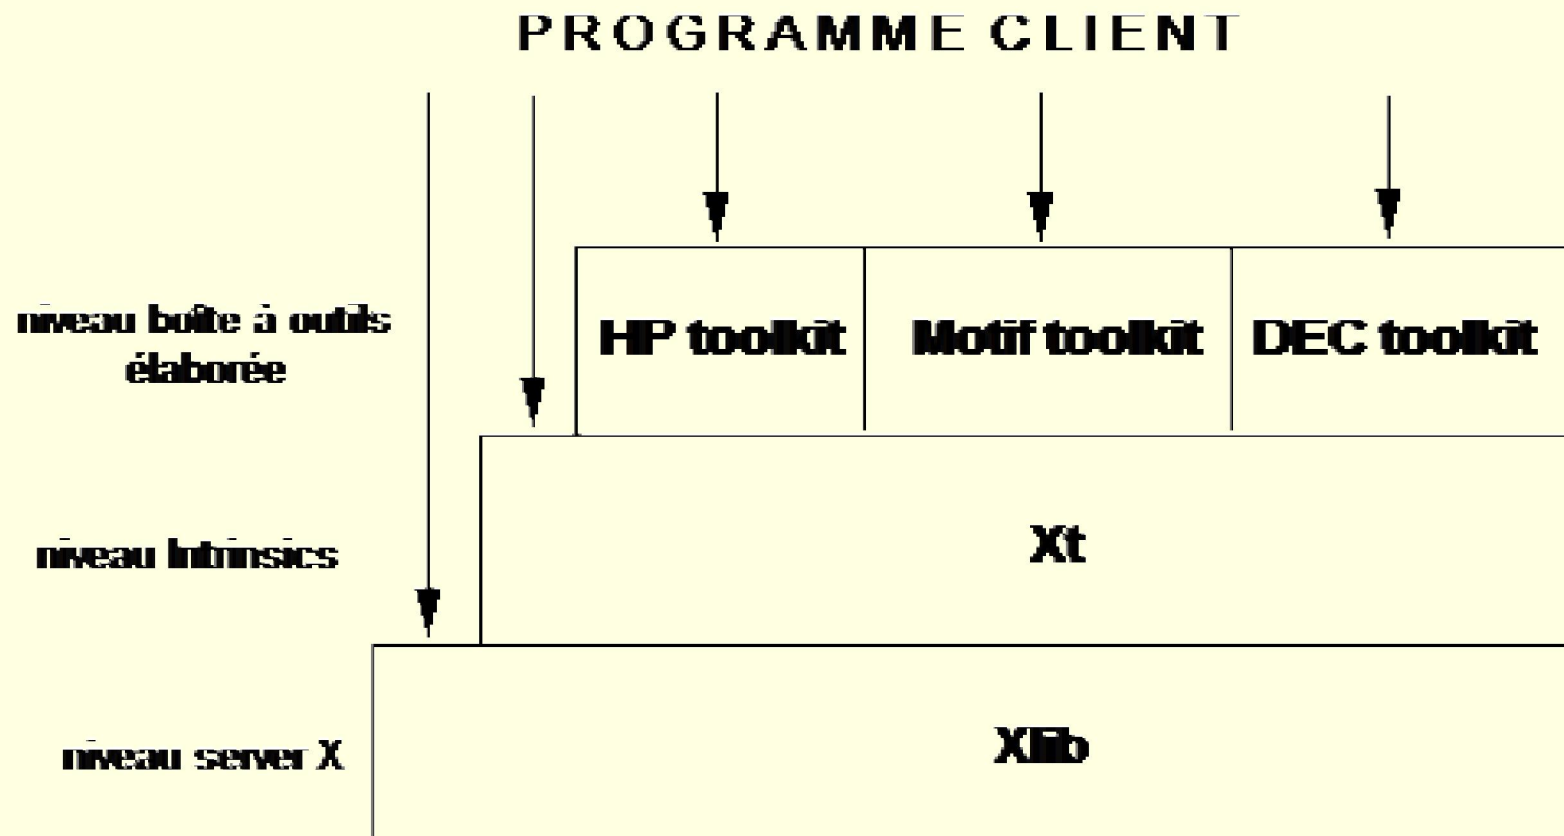 PROGRAMME CLIENT
niveau boîte à outils
élaborée
HP toolkit
Motif toolkit
DEC toolkit
niveau Intrinsics
Xt
niveau server X
Xlib